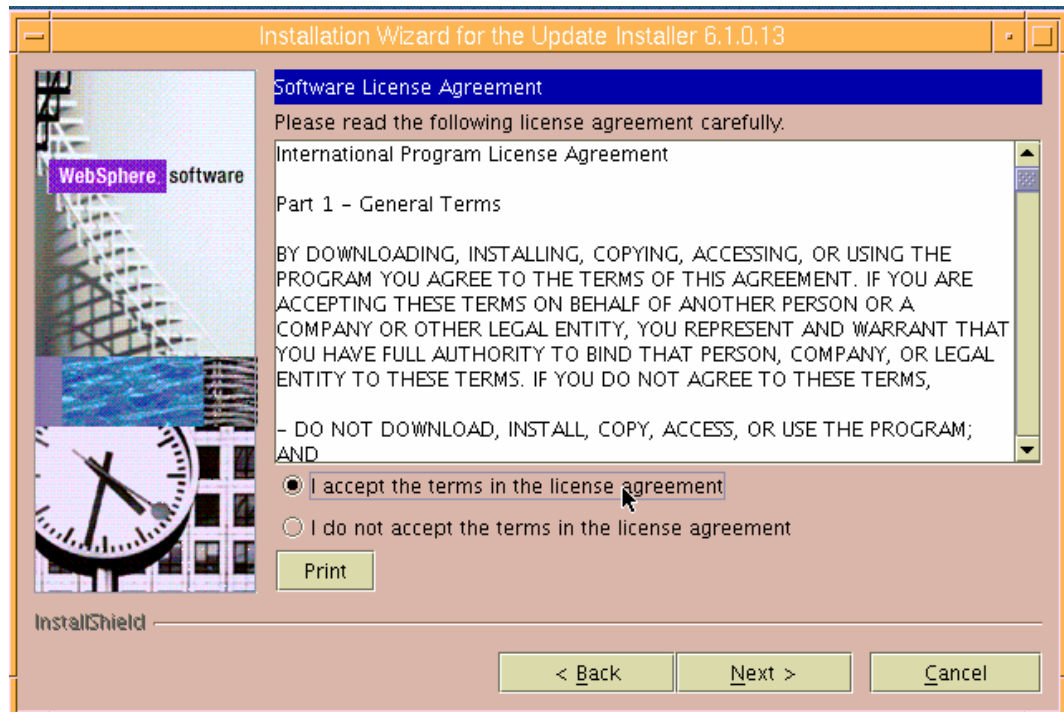 Installation Wizard for the Update Installer 6.1.0.13
WebSphere software
Software License Agreement
Please read the following license agreement carefully.
International Program License Agreement
Part 1 – General Terms
BY DOWNLOADING, INSTALLING, COPYING, ACCESSING, OR USING THE
PROGRAM YOU AGREE TO THE TERMS OF THIS AGREEMENT. IF YOU ARE
ACCEPTING THESE TERMS ON BEHALF OF ANOTHER PERSON OR A
COMPANY OR OTHER LEGAL ENTITY, YOU REPRESENT AND WARRANT THAT
YOU HAVE FULL AUTHORITY TO BIND THAT PERSON, COMPANY, OR LEGAL
ENTITY TO THESE TERMS. IF YOU DO NOT AGREE TO THESE TERMS,
– DO NOT DOWNLOAD, INSTALL, COPY, ACCESS, OR USE THE PROGRAM;
AND
I accept the terms in the license agreement
I do not accept the terms in the license agreement
Print
InstallShield
< Back
Next >
Cancel